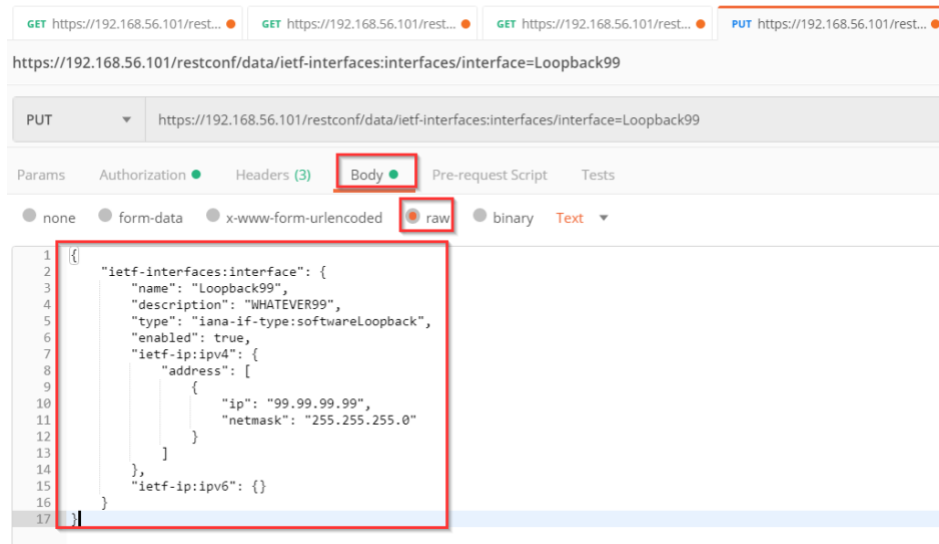 GET https://192.168.56.101/rest... GET https://192.168.56.101/rest... GET https://192.168.56.101/rest... PUT https://192.168.56.101/rest...
https://192.168.56.101/restconf/data/ietf-interfaces:interfaces/interface=Loopback99
PUT https://192.168.56.101/restconf/data/ietf-interfaces:interfaces/interface=Loopback99
Params Authorization Headers (3) Body Pre-request Script Tests
none form-data x-www-form-urlencoded raw binary Text
1 {
2 "ietf-interfaces:interface": {
3 "name": "Loopback99",
4 "description": "WHATEVER99",
5 "type": "iana-if-type:softwareLoopback",
6 "enabled": true,
7 "ietf-ip:ipv4": {
8 "address": [
9 {
10 "ip": "99.99.99.99",
11 "netmask": "255.255.255.0"
12 }
13 ]
14 },
15 "ietf-ip:ipv6": {}
16 }
17 }